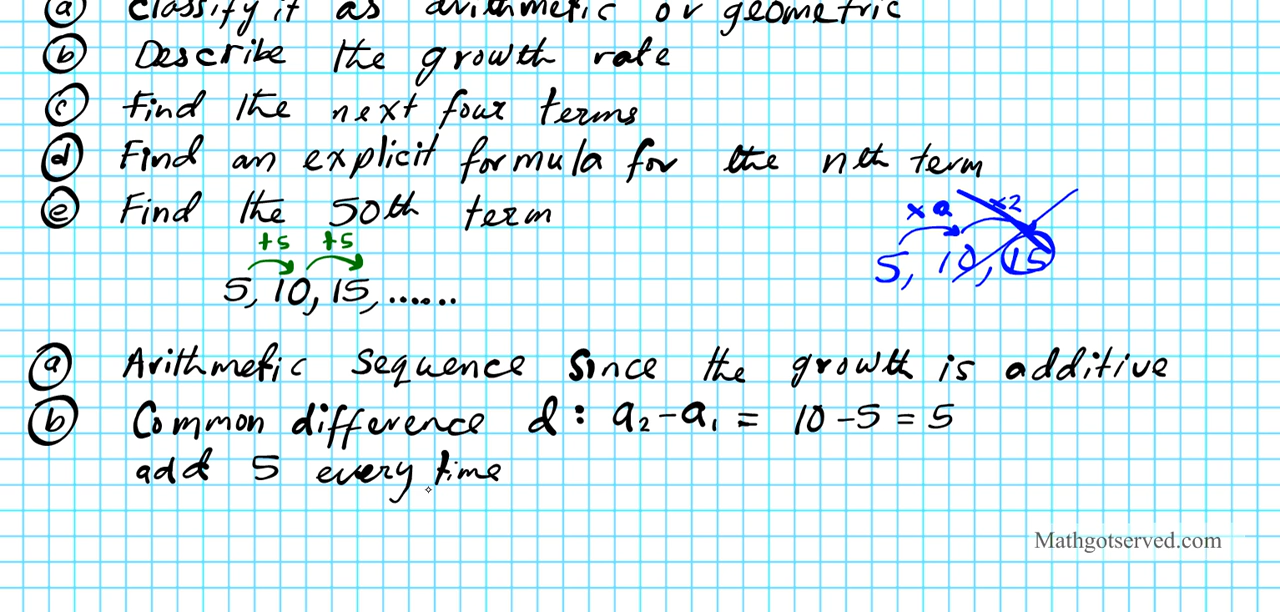 (a) Classify it as arithmetic or geometric
(b) Describe the growth rate
(c) Find the next four terms
(d) Find an explicit formula for the nth term
(e) Find the 50th term
×2 ×2
5, 10, 15
+5 +5
5, 10, 15, ......
(a) Arithmetic sequence since the growth is additive
(b) Common difference d: a₂-a₁ = 10-5 = 5
add 5 every time
Mathgotserved.com